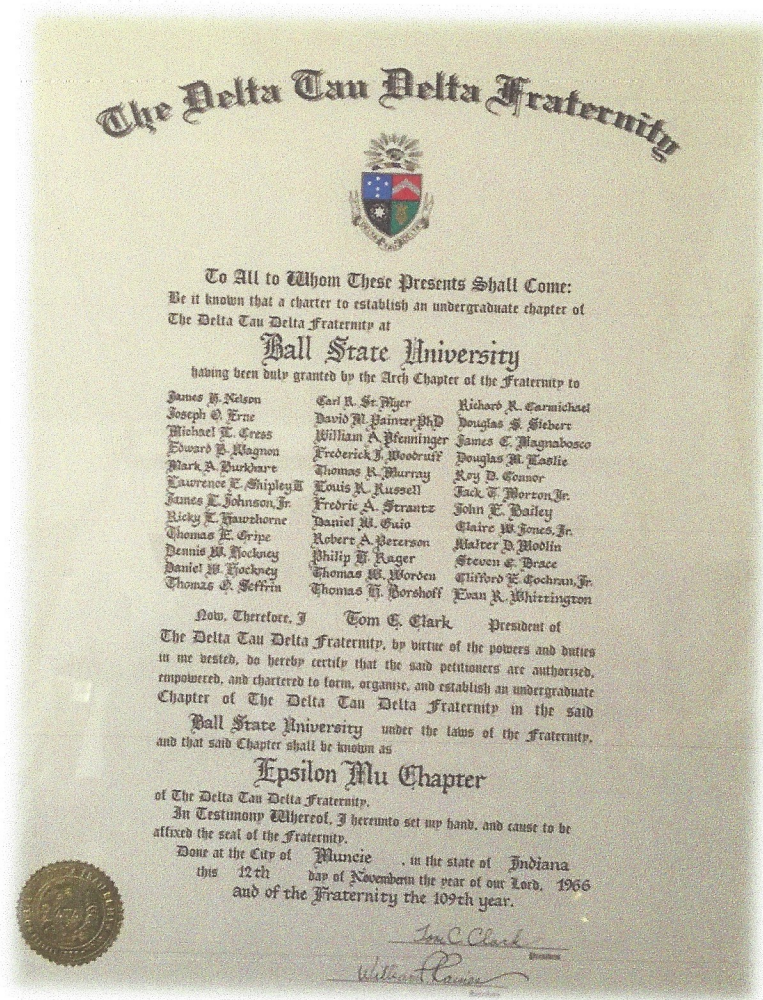 The Delta Tau Delta Fraternity
To All to Whom These Presents Shall Come:
Be it known that a charter to establish an undergraduate chapter of
The Delta Tau Delta Fraternity at
Ball State University
having been duly granted by the Arch Chapter of the Fraternity to
James H. Nelson Carl R. St. Myer Richard R. Carmichael
Joseph O. Erne David M. Painter PhD Douglas S. Siebert
Michael L. Cress William A. Pfenninger James C. Magnabosco
Edward B. Wagnon Frederick J. Woodruff Douglas M. Laslie
Mark A. Burkhart Thomas R. Murray Roy D. Connor
Lawrence E. Shipley II Louis R. Russell Jack T. Morton, Jr.
James L. Johnson, Jr. Fredric A. Strantz John E. Bailey
Ricky L. Hawthorne Daniel W. Guio Claire W. Jones, Jr.
Thomas E. Gripe Robert A. Peterson Walter D. Modlin
Dennis W. Hockney Philip H. Rager Steven C. Drace
Daniel W. Hockney Thomas W. Worden Clifford E. Cochran, Jr.
Thomas O. Seffrin Thomas H. Borshoff Evan R. Whittington
Now, Therefore, I Tom C. Clark President of
The Delta Tau Delta Fraternity, by virtue of the powers and duties
in me vested, do hereby certify that the said petitioners are authorized,
empowered, and chartered to form, organize, and establish an undergraduate
Chapter of The Delta Tau Delta Fraternity in the said
Ball State University under the laws of the Fraternity,
and that said Chapter shall be known as
Epsilon Mu Chapter
of The Delta Tau Delta Fraternity.
In Testimony Whereof, I hereunto set my hand, and cause to be
affixed the seal of the Fraternity.
Done at the City of Muncie , in the state of Indiana
this 12th day of November in the year of our Lord, 1966
and of the Fraternity the 109th year.
Tom C. Clark
President
William